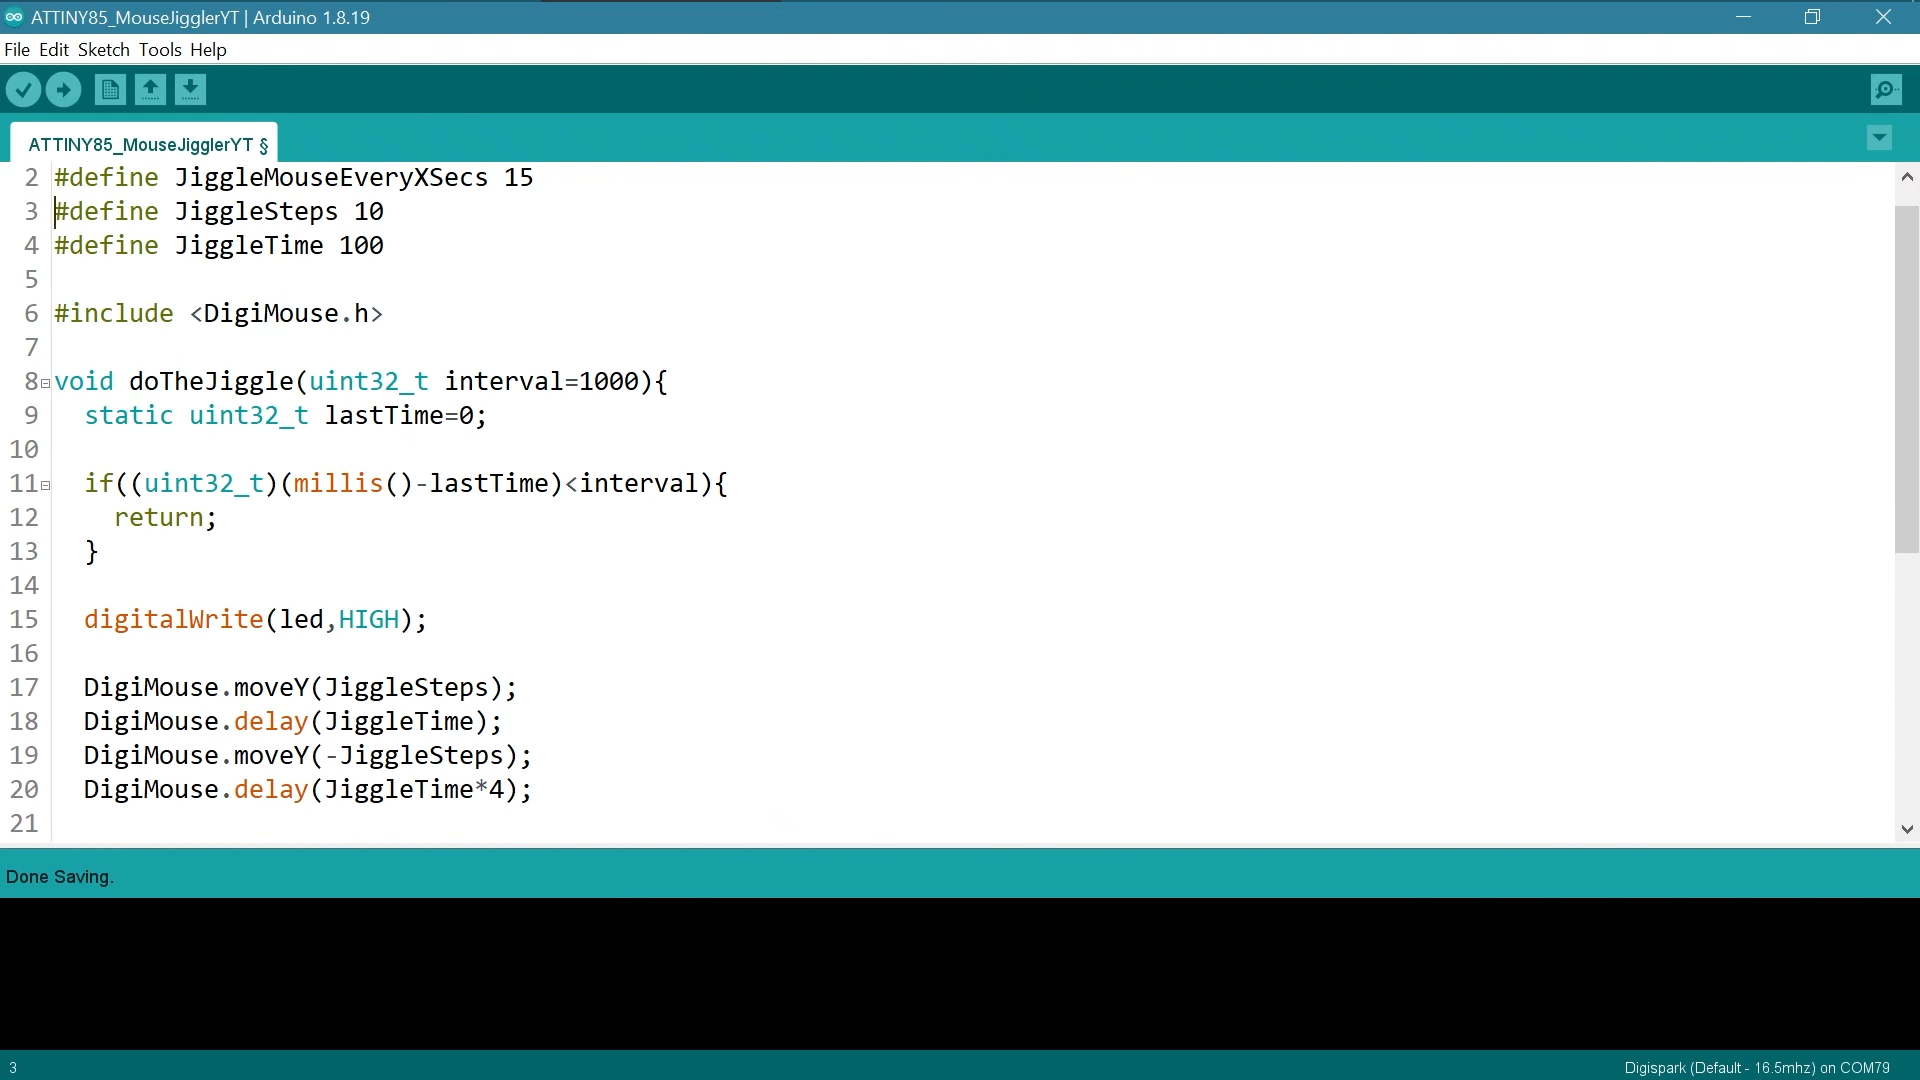 ATTINY85_MouseJigglerYT | Arduino 1.8.19
File Edit Sketch Tools Help
ATTINY85_MouseJigglerYT §
2 #define JiggleMouseEveryXSecs 15
3 #define JiggleSteps 10
4 #define JiggleTime 100
5
6 #include <DigiMouse.h>
7
8 void doTheJiggle(uint32_t interval=1000){
9 static uint32_t lastTime=0;
10
11 if((uint32_t)(millis()-lastTime)<interval){
12 return;
13 }
14
15 digitalWrite(led,HIGH);
16
17 DigiMouse.moveY(JiggleSteps);
18 DigiMouse.delay(JiggleTime);
19 DigiMouse.moveY(-JiggleSteps);
20 DigiMouse.delay(JiggleTime*4);
21
Done Saving.
3 Digispark (Default - 16.5mhz) on COM79